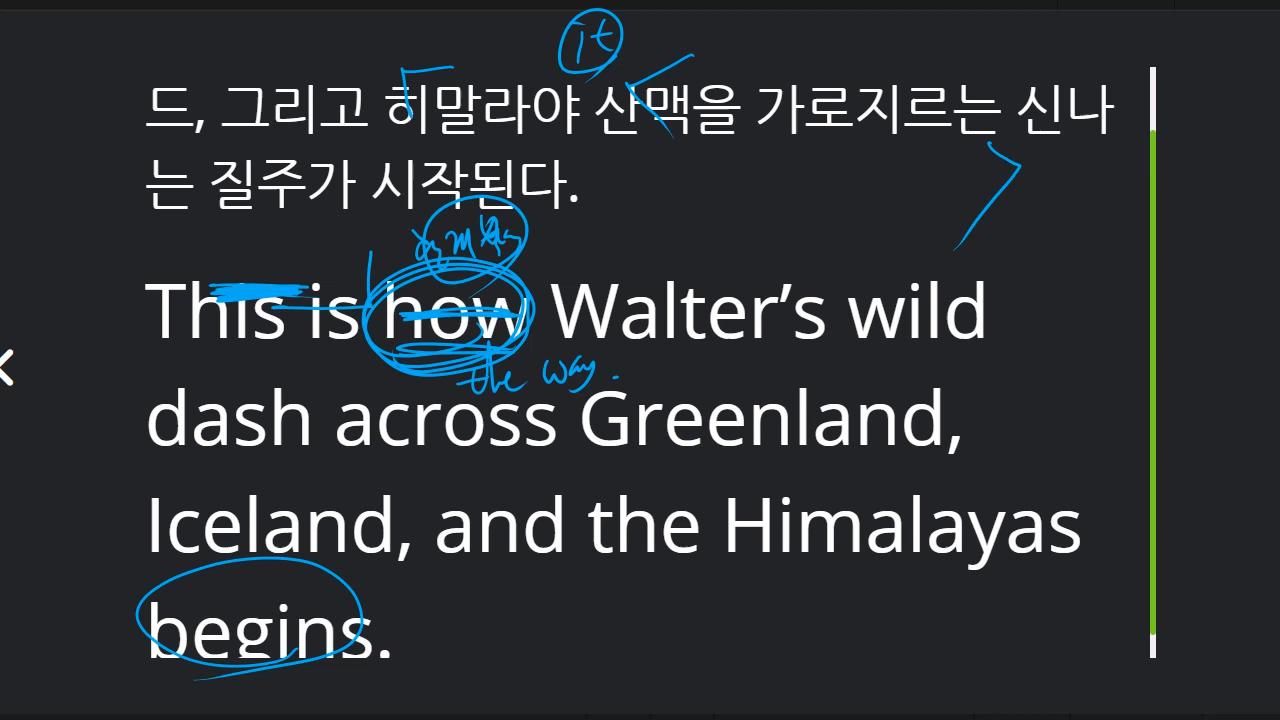 it
드, 그리고 히말라야 산맥을 가로지르는 신나
는 질주가 시작된다.
This is how Walter’s wild
the way.
dash across Greenland,
Iceland, and the Himalayas
begins.